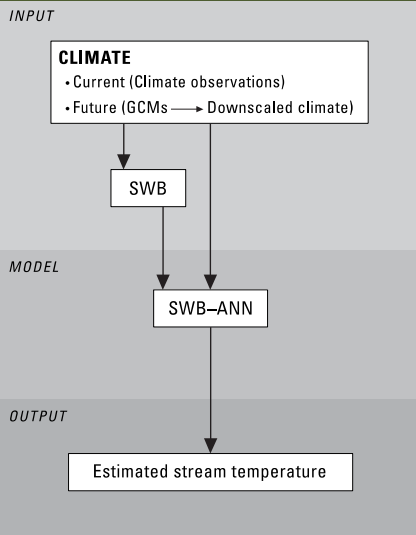 INPUT
CLIMATE
• Current (Climate observations)
• Future (GCMs → Downscaled climate)
SWB
MODEL
SWB–ANN
OUTPUT
Estimated stream temperature